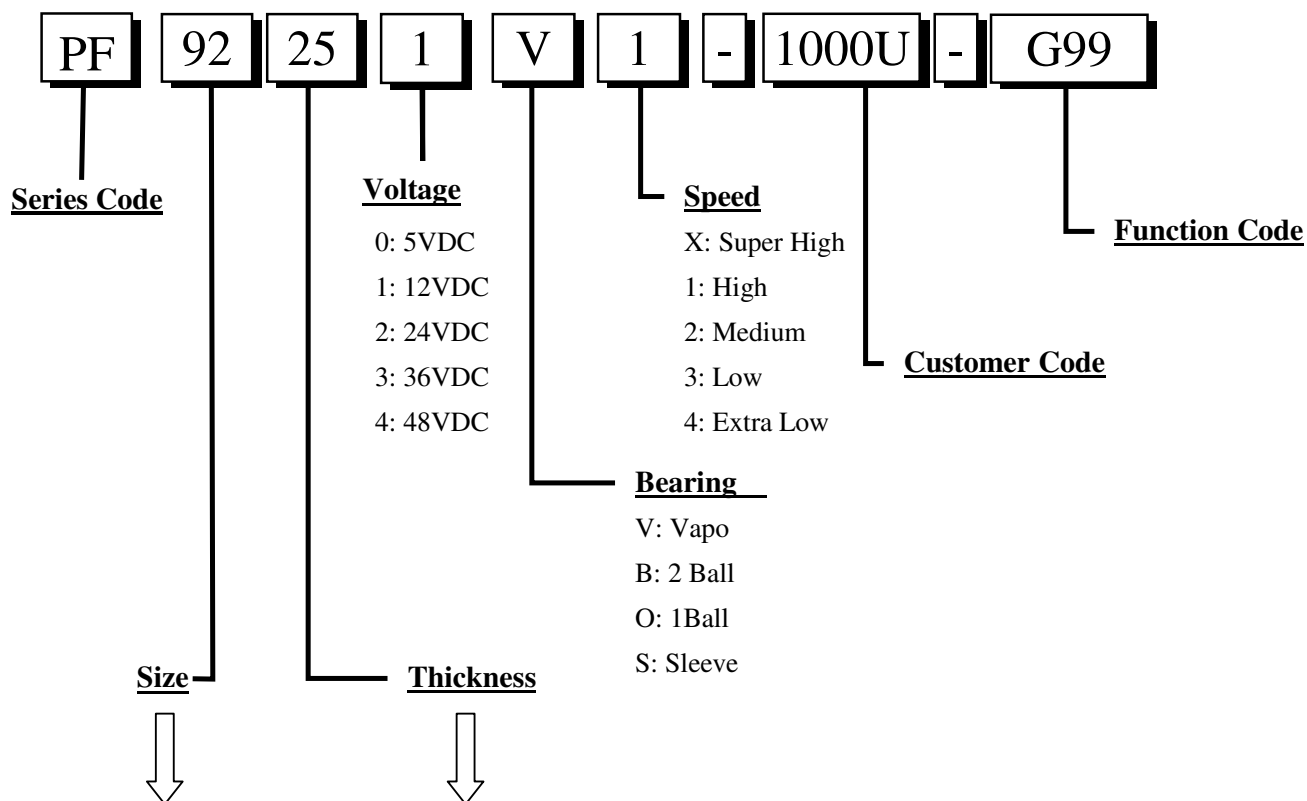 PF 92 25 1 V 1 - 1000U - G99
Series Code
Voltage
0: 5VDC
1: 12VDC
2: 24VDC
3: 36VDC
4: 48VDC
Speed
X: Super High
1: High
2: Medium
3: Low
4: Extra Low
Function Code
Customer Code
Bearing
V: Vapo
B: 2 Ball
O: 1Ball
S: Sleeve
Size
Thickness